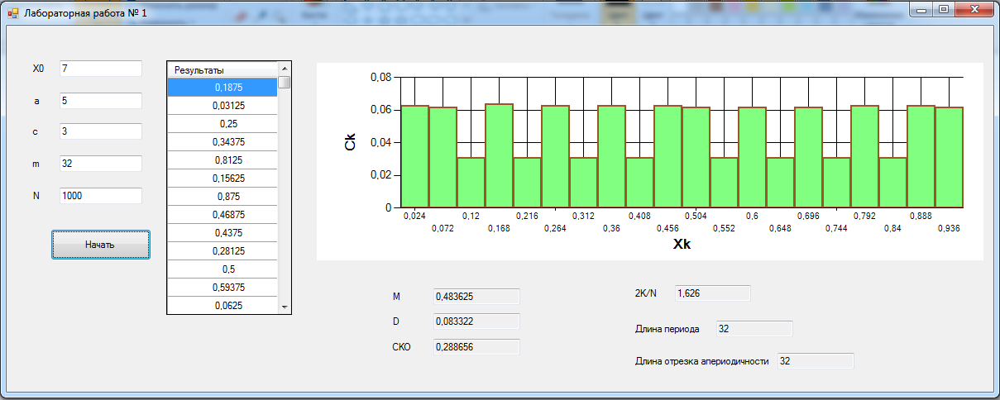 Лабораторная работа № 1
X0 7
a 5
c 3
m 32
N 1000
Начать
Результаты
0,1875
0,03125
0,25
0,34375
0,8125
0,15625
0,875
0,46875
0,4375
0,28125
0,5
0,59375
0,0625
Ck
0,08
0,06
0,04
0,02
0
0,024 0,12 0,216 0,312 0,408 0,504 0,6 0,696 0,792 0,888
0,072 0,168 0,264 0,36 0,456 0,552 0,648 0,744 0,84 0,936
Xk
M 0,483625
D 0,083322
СКО 0,288656
2K/N 1,626
Длина периода 32
Длина отрезка апериодичности 32